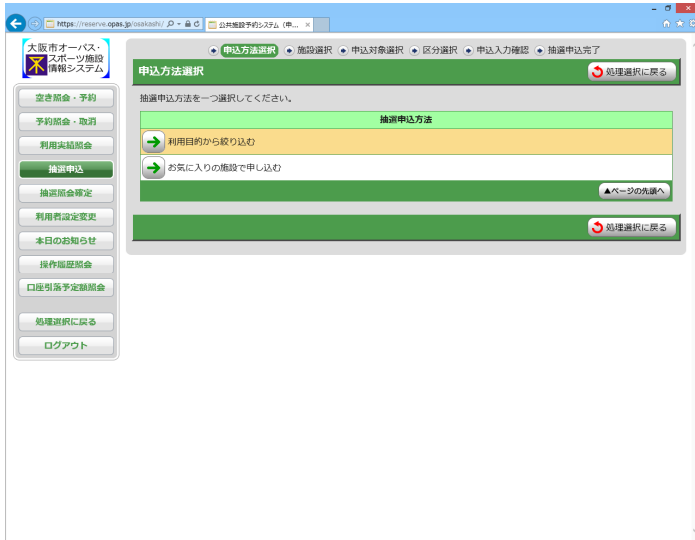 https://reserve.opas.jp/osakashi/
公共施設予約システム（申...
大阪市オーパス・
スポーツ施設
情報システム
空き照会・予約
予約照会・取消
利用実績照会
抽選申込
抽選照会確定
利用者設定変更
本日のお知らせ
操作履歴照会
口座引落予定額照会
処理選択に戻る
ログアウト
申込方法選択 施設選択 申込対象選択 区分選択 申込入力確認 抽選申込完了
申込方法選択
処理選択に戻る
抽選申込方法を一つ選択してください。
抽選申込方法
利用目的から絞り込む
お気に入りの施設で申し込む
▲ページの先頭へ
処理選択に戻る